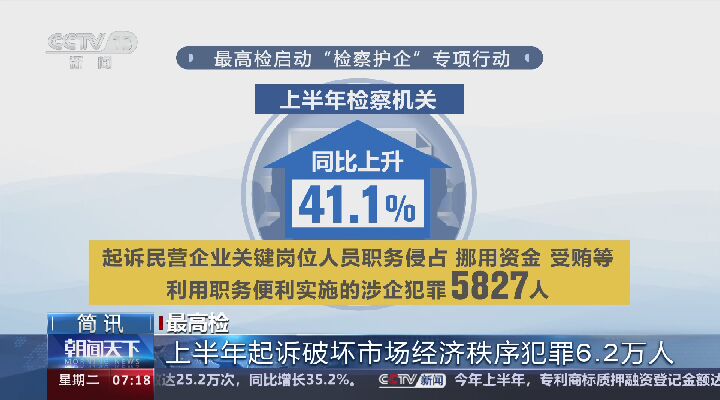 CCTV 13
新闻
最高检启动“检察护企”专项行动
上半年检察机关
同比上升
41.1%
起诉民营企业关键岗位人员职务侵占 挪用资金 受贿等
利用职务便利实施的涉企犯罪5827人
简讯
最高检
朝闻天下
MORNING NEWS
上半年起诉破坏市场经济秩序犯罪6.2万人
星期二 07:18
达25.2万次，同比增长35.2%。 CCTV新闻 今年上半年，专利商标质押融资登记金额达